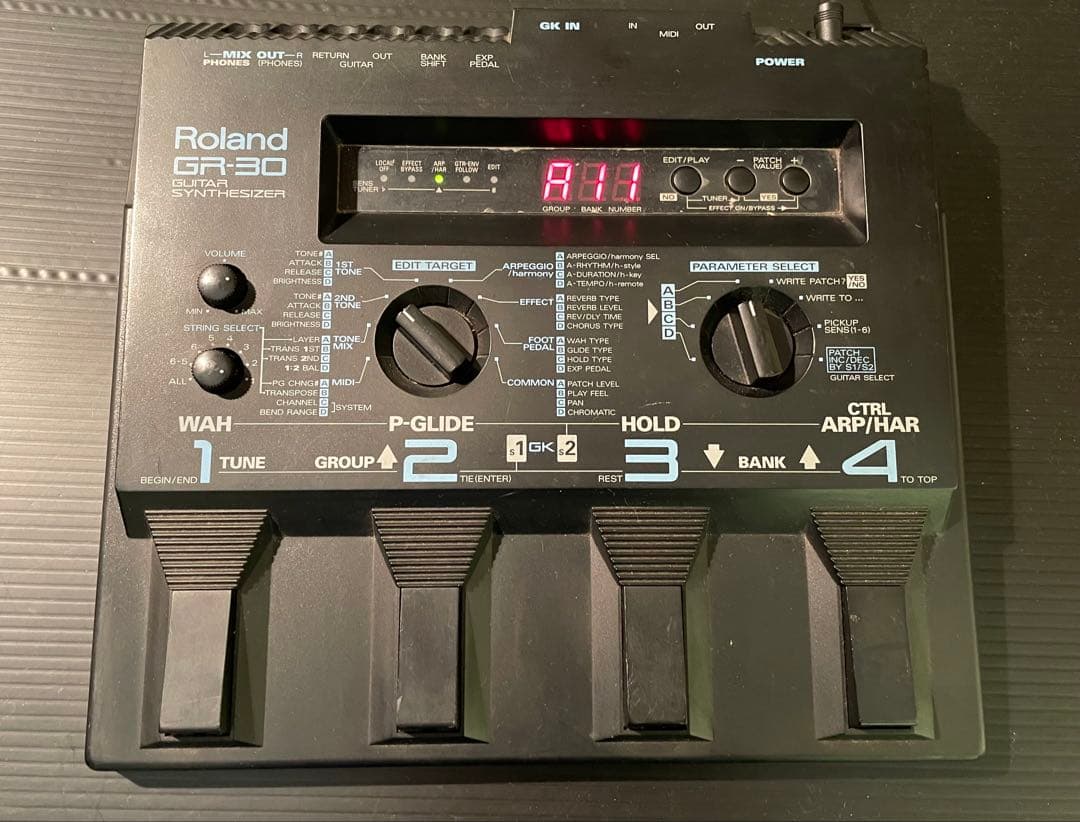 GK IN
IN
OUT
MIDI
L MIX OUT R
PHONES (PHONES)
RETURN OUT
GUITAR
BANK
SHIFT
EXP
PEDAL
POWER
Roland
GR-30
GUITAR
SYNTHESIZER
LOCAL
OFF
EFFECT
BYPASS
ARP
/HAR
GTR-ENV
FOLLOW
EDIT
SENS
TUNER
A11
GROUP BANK NUMBER
EDIT/PLAY
- PATCH +
(VALUE)
NO
TUNER
YES
EFFECT ON/BYPASS
VOLUME
MIN MAX
STRING SELECT
5 4
6 3
6-5 2
ALL 1
TONE# A
ATTACK B 1ST
RELEASE C TONE
BRIGHTNESS D
TONE# A 2ND
ATTACK B TONE
RELEASE C
BRIGHTNESS D
LAYER A TONE
TRANS 1ST B MIX
TRANS 2ND C
1:2 BAL D
PG CHNG# A MIDI
TRANSPOSE B
CHANNEL C
BEND RANGE D
SYSTEM
EDIT TARGET
ARPEGGIO
/harmony
A ARPEGGIO/harmony SEL
B A-RHYTHM/h-style
C A-DURATION/h-key
D A-TEMPO/h-remote
EFFECT
A REVERB TYPE
B REVERB LEVEL
C REV/DLY TIME
D CHORUS TYPE
FOOT
PEDAL
A WAH TYPE
B GLIDE TYPE
C HOLD TYPE
D EXP PEDAL
COMMON
A PATCH LEVEL
B PLAY FEEL
C PAN
D CHROMATIC
PARAMETER SELECT
A
B
C
D
WRITE PATCH? YES
/NO
WRITE TO ...
PICKUP
SENS(1-6)
PATCH
INC/DEC
BY S1/S2
GUITAR SELECT
WAH
P-GLIDE
HOLD
CTRL
ARP/HAR
1 TUNE
GROUP 2
S1 GK S2
3
BANK
4
BEGIN/END
TIE(ENTER)
REST
TO TOP